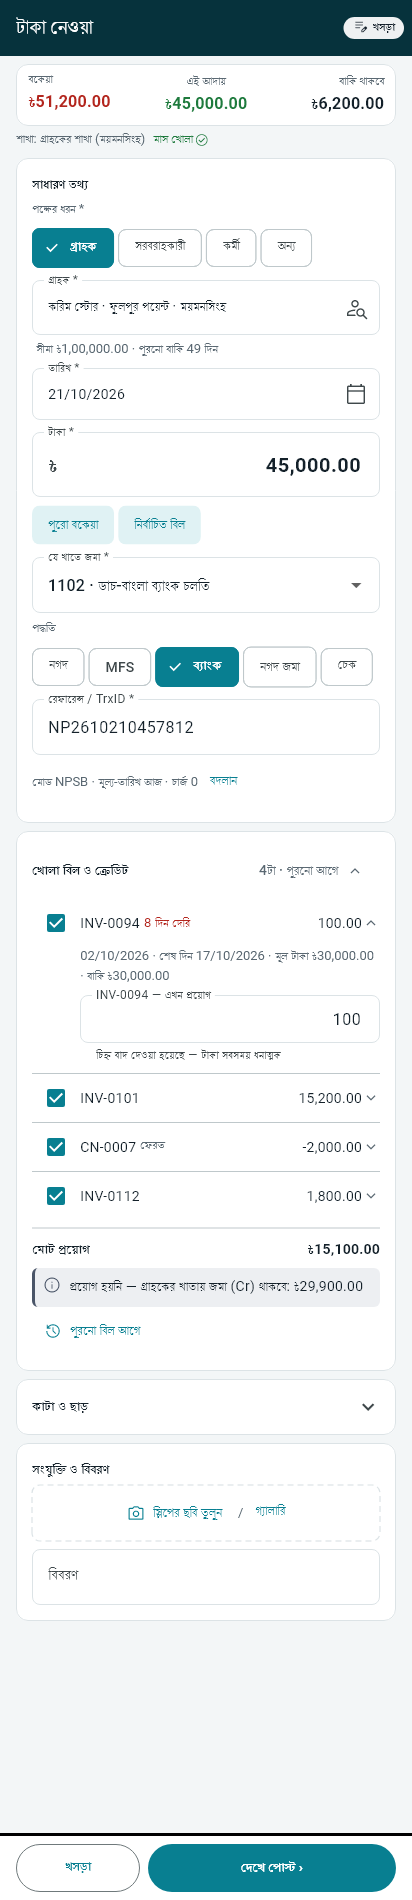 টাকা নেওয়া
খসড়া
বকেয়া
এই আদায়
বাকি থাকবে
৳51,200.00
৳45,000.00
৳6,200.00
শাখা: গ্রাহকের শাখা (ময়মনসিংহ) মাস খোলা
সাধারণ তথ্য
পক্ষের ধরন *
গ্রাহক
সরবরাহকারী
কর্মী
অন্য
গ্রাহক *
করিম স্টোর · ফুলপুর পয়েন্ট · ময়মনসিংহ
সীমা ৳1,00,000.00 · পুরনো বাকি 49 দিন
তারিখ *
21/10/2026
টাকা *
৳ 45,000.00
পুরো বকেয়া
নির্বাচিত বিল
যে খাতে জমা *
1102 · ডাচ-বাংলা ব্যাংক চলতি
পদ্ধতি
নগদ
MFS
ব্যাংক
নগদ জমা
চেক
রেফারেন্স / TrxID *
NP2610210457812
মোড NPSB · মূল্য-তারিখ আজ · চার্জ 0 বদলান
খোলা বিল ও ক্রেডিট
4টা · পুরনো আগে
INV-0094 8 দিন দেরি 100.00
02/10/2026 · শেষ দিন 17/10/2026 · মূল টাকা ৳30,000.00
· বাকি ৳30,000.00
INV-0094 — এখন প্রয়োগ
100
চিহ্ন বাদ দেওয়া হয়েছে — টাকা সবসময় ধনাত্মক
INV-0101 15,200.00
CN-0007 ফেরত -2,000.00
INV-0112 1,800.00
মোট প্রয়োগ ৳15,100.00
প্রয়োগ হয়নি — গ্রাহকের খাতায় জমা (Cr) থাকবে: ৳29,900.00
পুরনো বিল আগে
কাটা ও ছাড়
সংযুক্তি ও বিবরণ
স্লিপের ছবি তুলুন / গ্যালারি
বিবরণ
খসড়া
দেখে পোস্ট ›